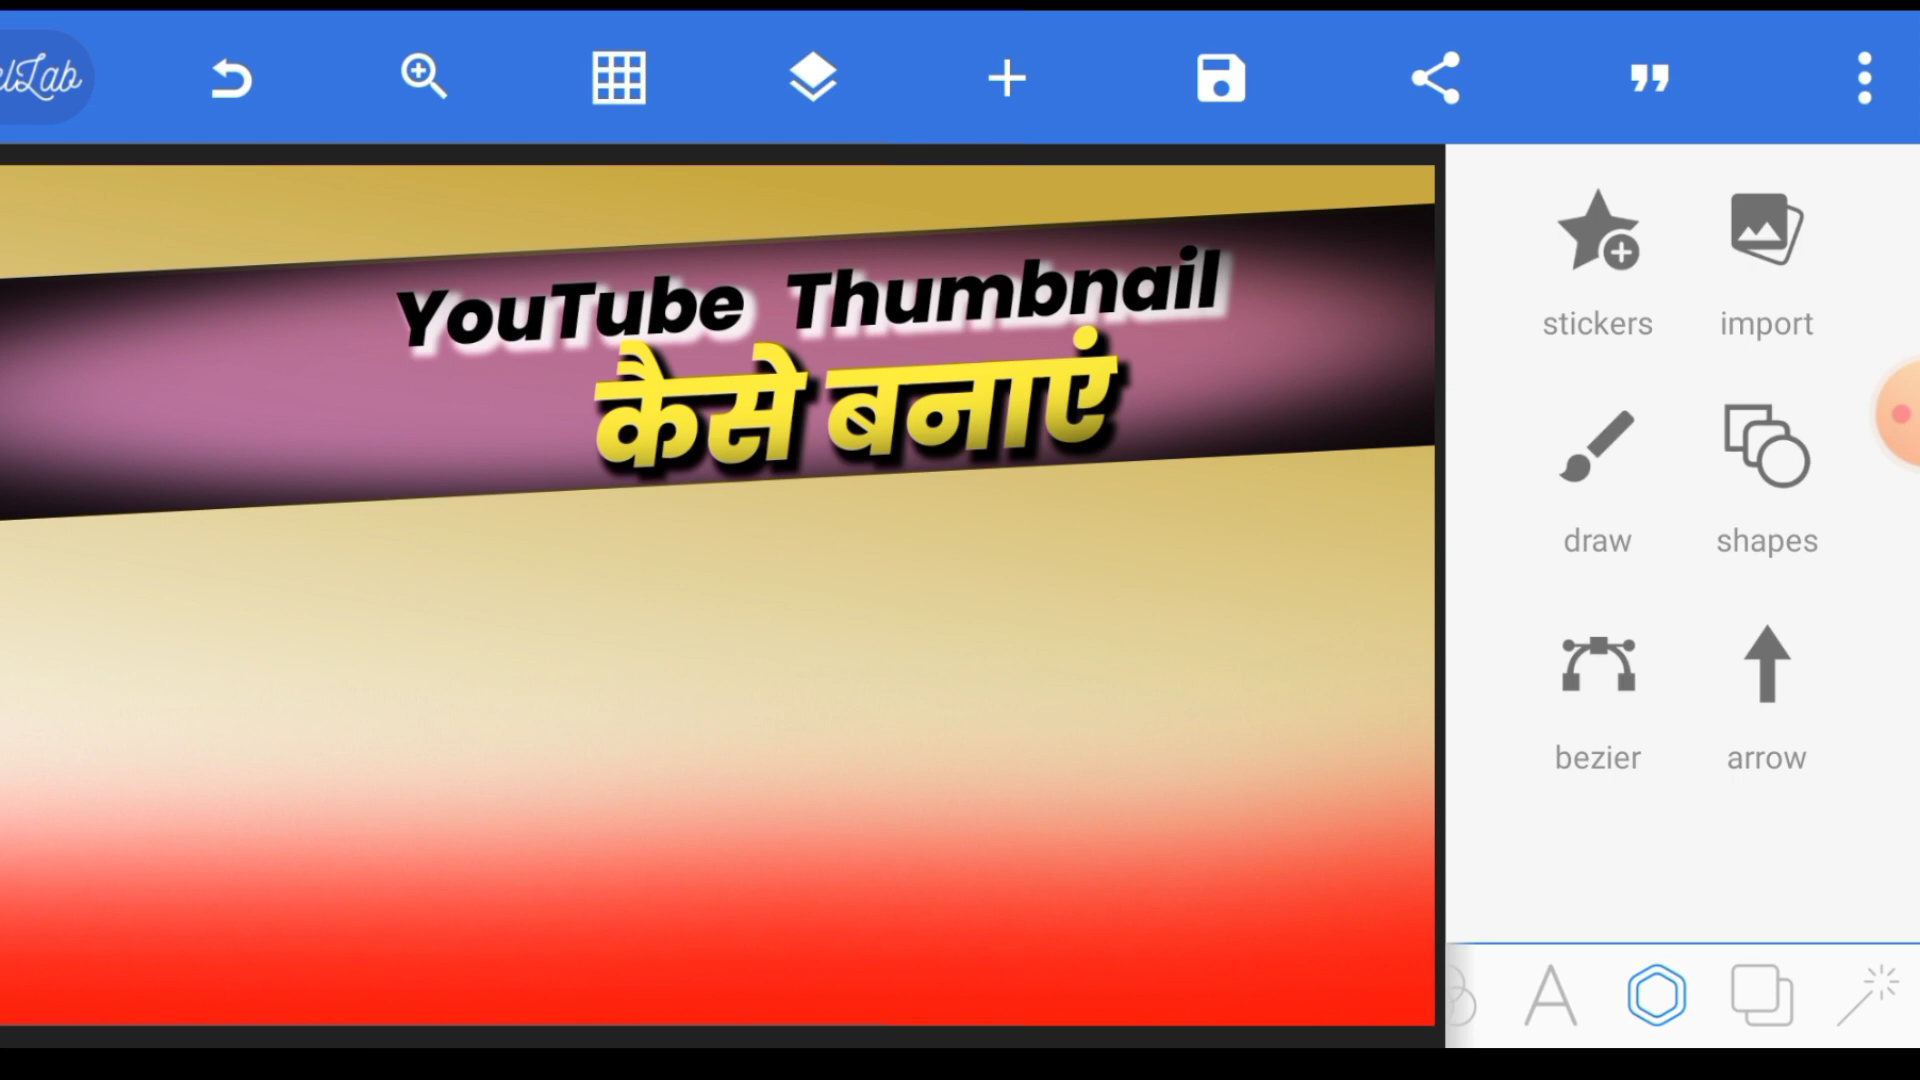 YouTube Thumbnail
कैसे बनाएं
stickers import
draw shapes
bezier arrow